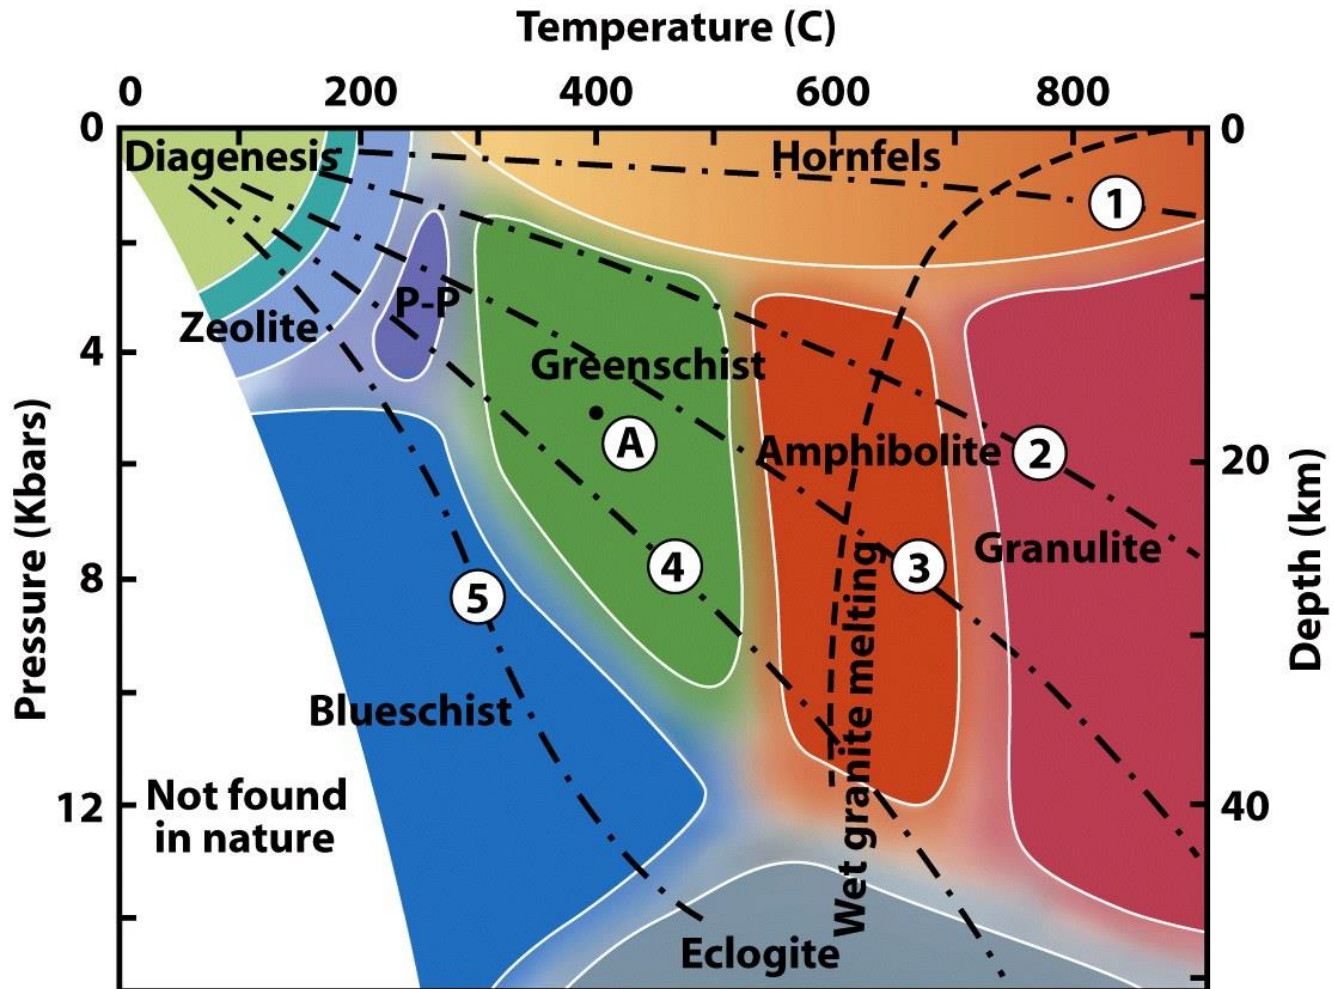 Temperature (C)
0 200 400 600 800
0 0
Diagenesis Hornfels
1
P-P
Zeolite
4
Greenschist
A
Amphibolite 2
20
Granulite
4 3
8
5
Blueschist
Not found
in nature
12 40
Wet granite melting
Eclogite
Pressure (Kbars)
Depth (km)